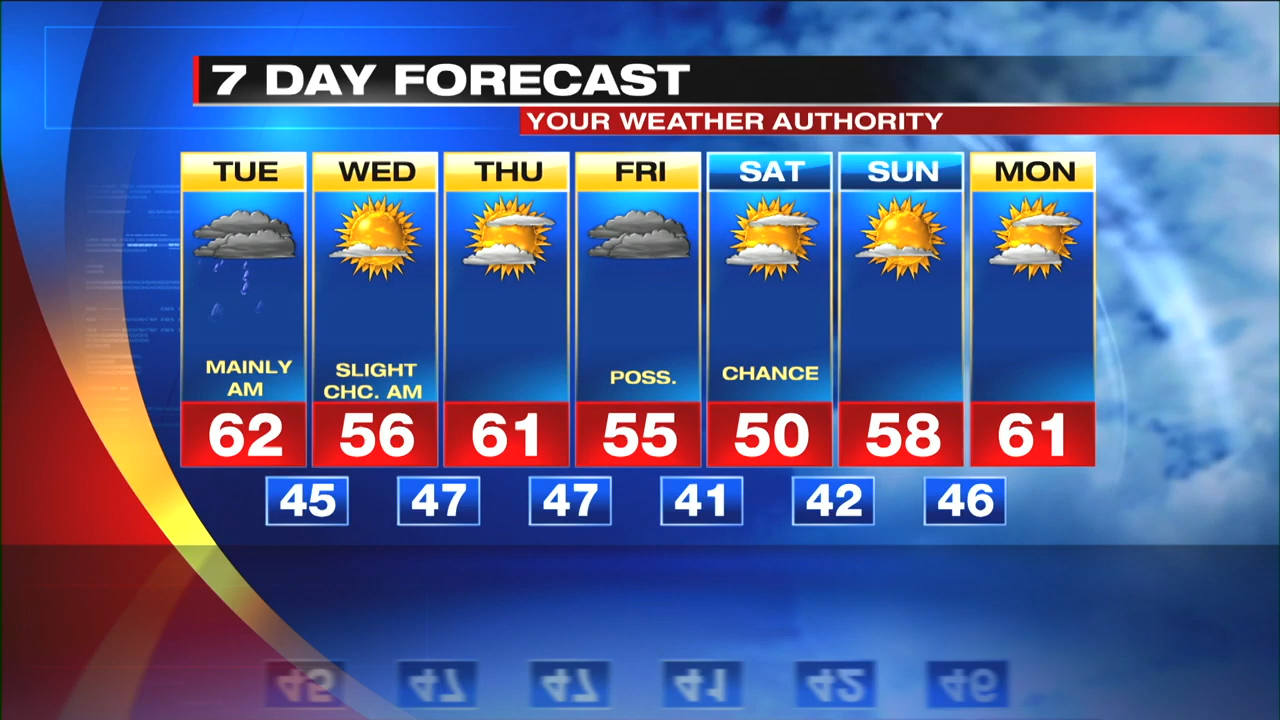 7 DAY FORECAST
YOUR WEATHER AUTHORITY
TUE WED THU FRI SAT SUN MON
MAINLY
AM
SLIGHT
CHC. AM
POSS.
CHANCE
62 56 61 55 50 58 61
45 47 47 41 42 46